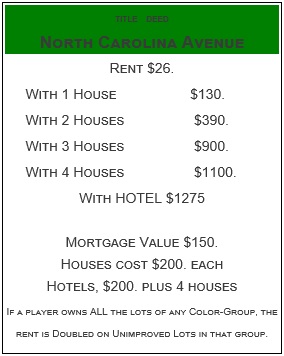 TITLE DEED
NORTH CAROLINA AVENUE
RENT $26.
WITH 1 HOUSE $130.
WITH 2 HOUSES $390.
WITH 3 HOUSES $900.
WITH 4 HOUSES $1100.
WITH HOTEL $1275
MORTGAGE VALUE $150.
HOUSES COST $200. EACH
HOTELS, $200. PLUS 4 HOUSES
IF A PLAYER OWNS ALL THE LOTS OF ANY COLOR-GROUP, THE
RENT IS DOUBLED ON UNIMPROVED LOTS IN THAT GROUP.